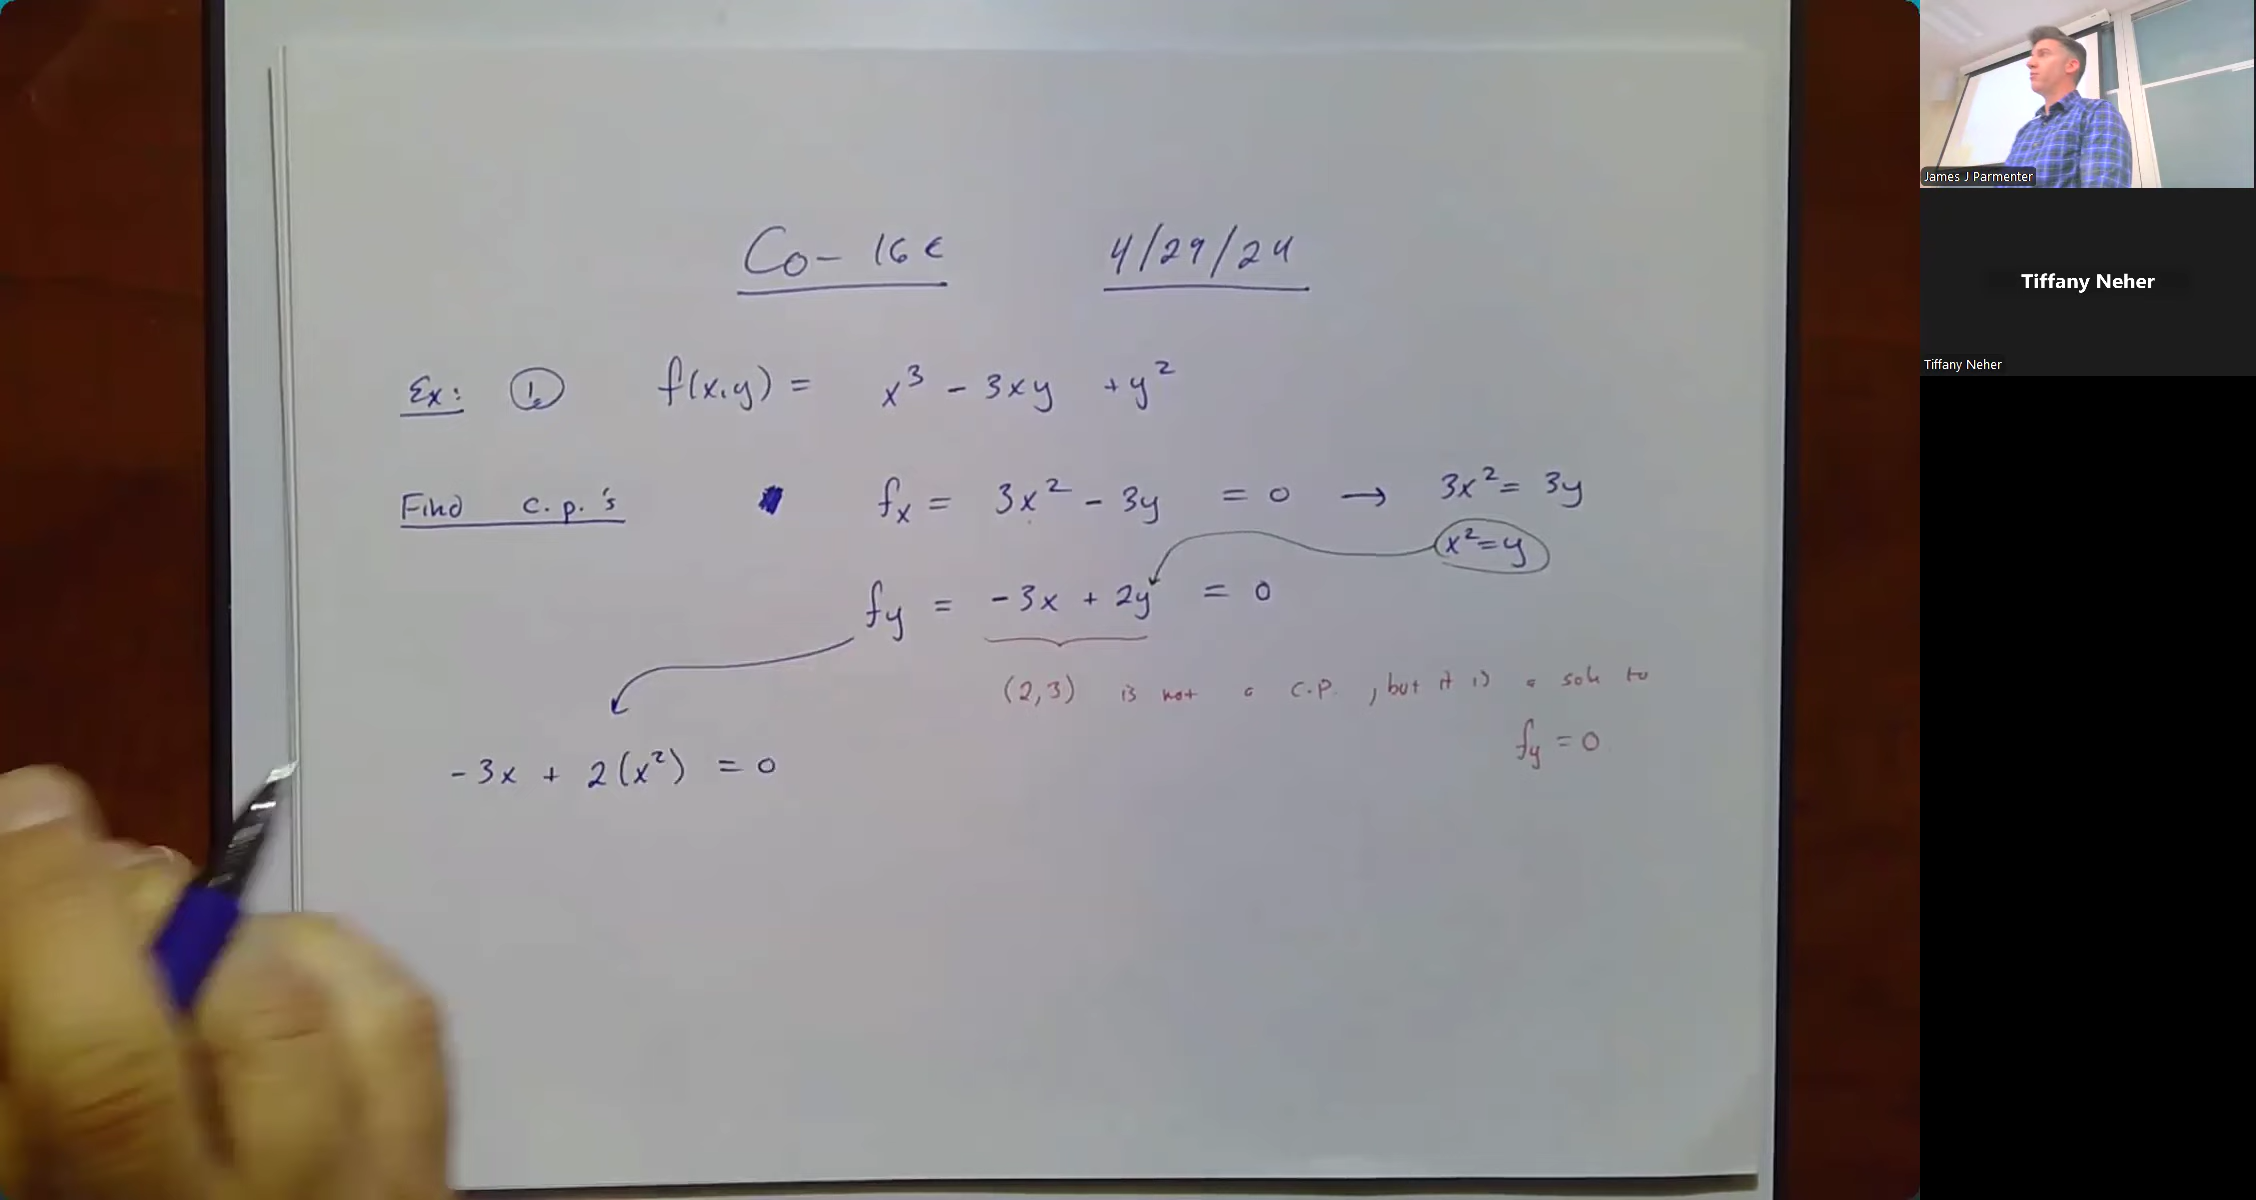 Co- 16c 4/29/24
Ex: ① f(x,y) = x³ - 3xy + y²
Find c.p.'s fx = 3x² - 3y = 0 → 3x² = 3y
x² = y
fy = -3x + 2y = 0
(2,3) is not a c.p., but it is a soln to
fy = 0
-3x + 2(x²) = 0
James J Parmenter
Tiffany Neher
Tiffany Neher